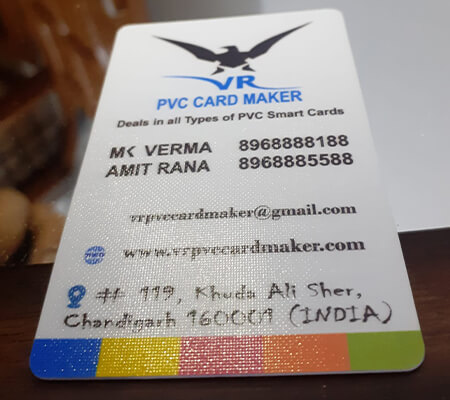 VR
PVC CARD MAKER
Deals in all Types of PVC Smart Cards
MK VERMA 8968888188
AMIT RANA 8968885588
vrpvccardmaker@gmail.com
www.vrpvccardmaker.com
# 119, Khuda Ali Sher,
Chandigarh 160001 (INDIA)